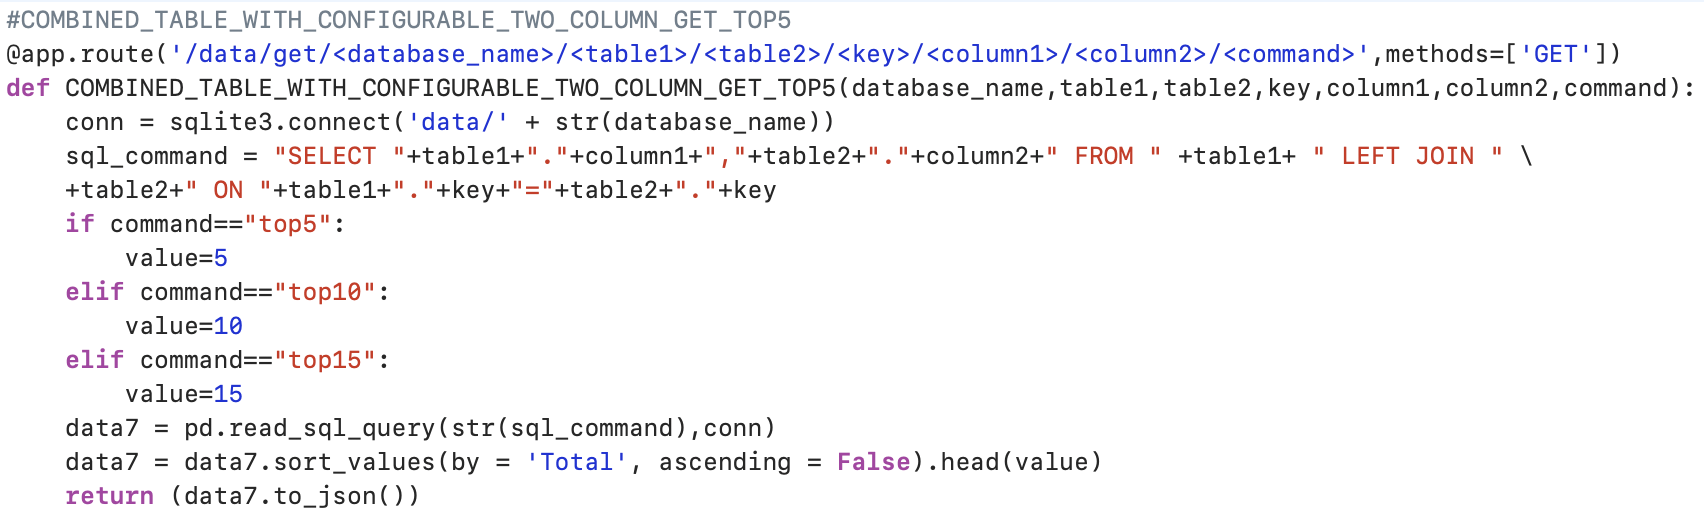 #COMBINED_TABLE_WITH_CONFIGURABLE_TWO_COLUMN_GET_TOP5
@app.route('/data/get/<database_name>/<table1>/<table2>/<key>/<column1>/<column2>/<command>',methods=['GET'])
def COMBINED_TABLE_WITH_CONFIGURABLE_TWO_COLUMN_GET_TOP5(database_name,table1,table2,key,column1,column2,command):
    conn = sqlite3.connect('data/' + str(database_name))
    sql_command = "SELECT "+table1+"."+column1+","+table2+"."+column2+" FROM " +table1+ " LEFT JOIN " \
    +table2+" ON "+table1+"."+key+"="+table2+"."+key
    if command=="top5":
        value=5
    elif command=="top10":
        value=10
    elif command=="top15":
        value=15
    data7 = pd.read_sql_query(str(sql_command),conn)
    data7 = data7.sort_values(by = 'Total', ascending = False).head(value)
    return (data7.to_json())